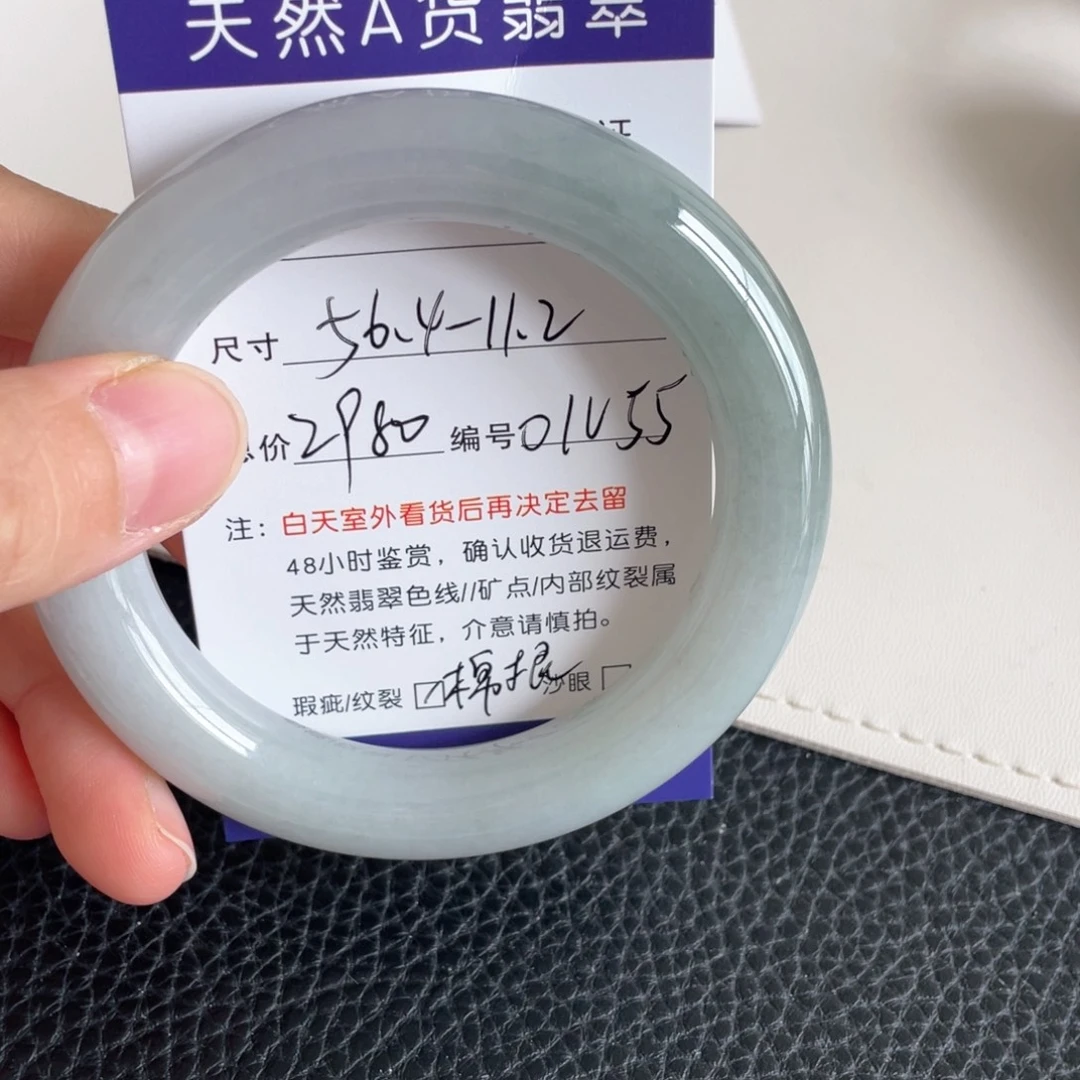 天然A货翡翠
证
尺寸 56.4-11.2
总价 2980 编号 01V55
注：白天室外看货后再决定去留
48小时鉴赏，确认收货退运费，
天然翡翠色线//矿点/内部纹裂属
于天然特征，介意请慎拍。
瑕疵/纹裂 ☑ 棉根 沙眼 □